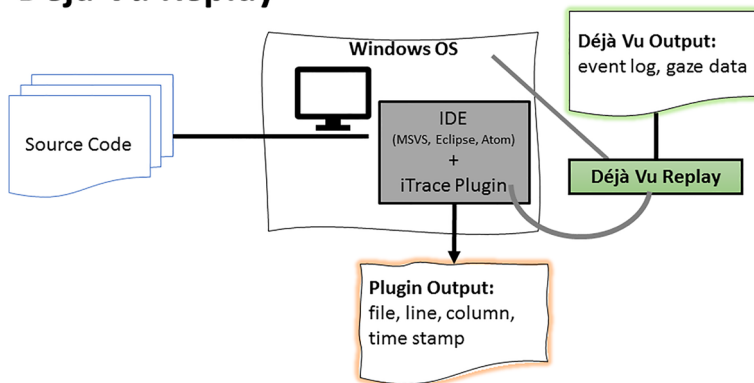 Windows OS
Déjà Vu Output:
event log, gaze data
Source Code
IDE
(MSVS, Eclipse, Atom)
+
iTrace Plugin
Déjà Vu Replay
Plugin Output:
file, line, column,
time stamp